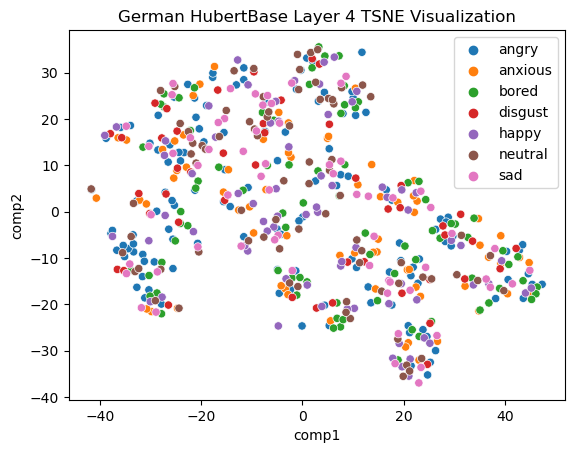 German HubertBase Layer 4 TSNE Visualization
angry
anxious
bored
disgust
happy
neutral
sad
30
20
10
0
−10
−20
−30
−40
comp2
−40 −20 0 20 40
comp1